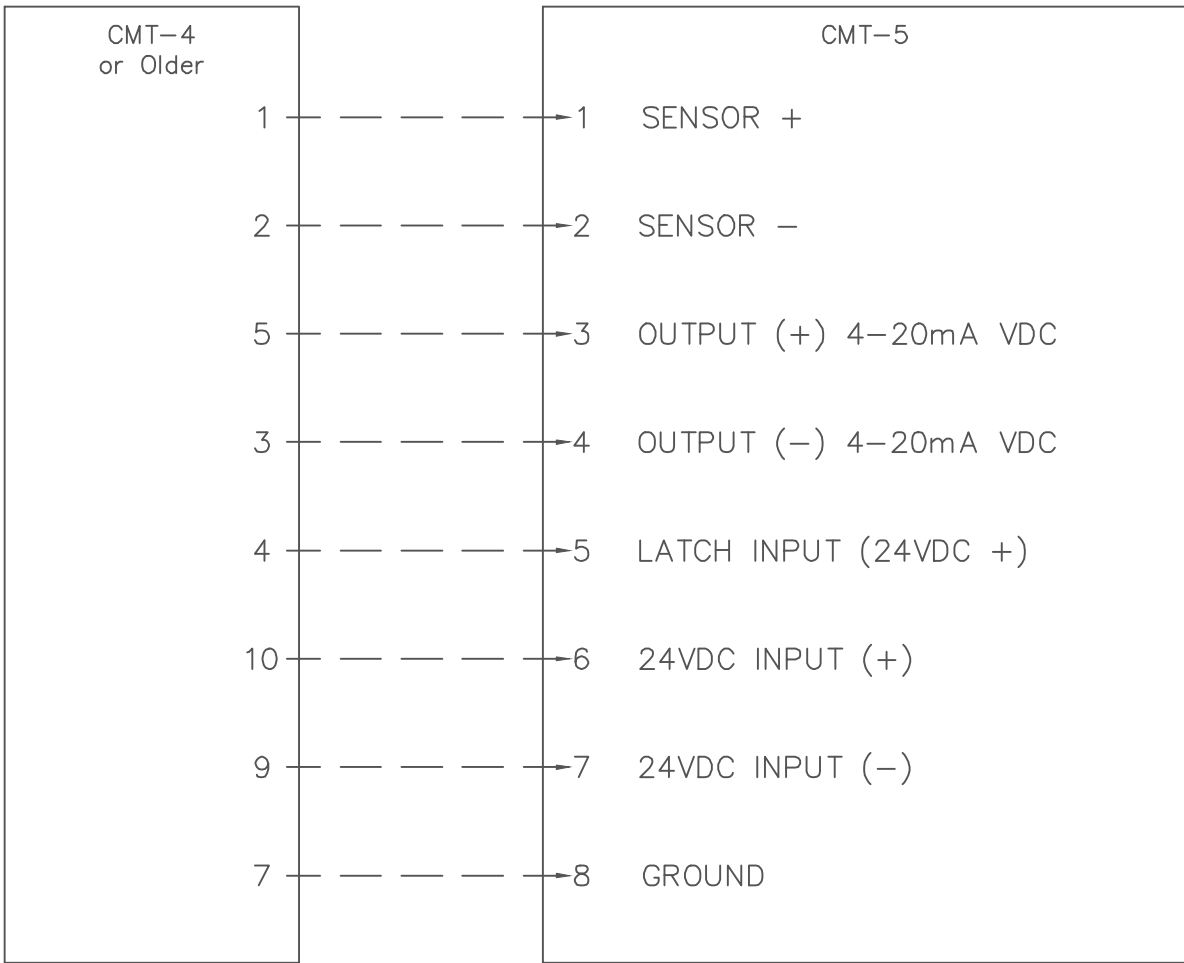 CMT-4
or Older
CMT-5
1 1 SENSOR +
2 2 SENSOR -
5 3 OUTPUT (+) 4-20mA VDC
3 4 OUTPUT (-) 4-20mA VDC
4 5 LATCH INPUT (24VDC +)
10 6 24VDC INPUT (+)
9 7 24VDC INPUT (-)
7 8 GROUND